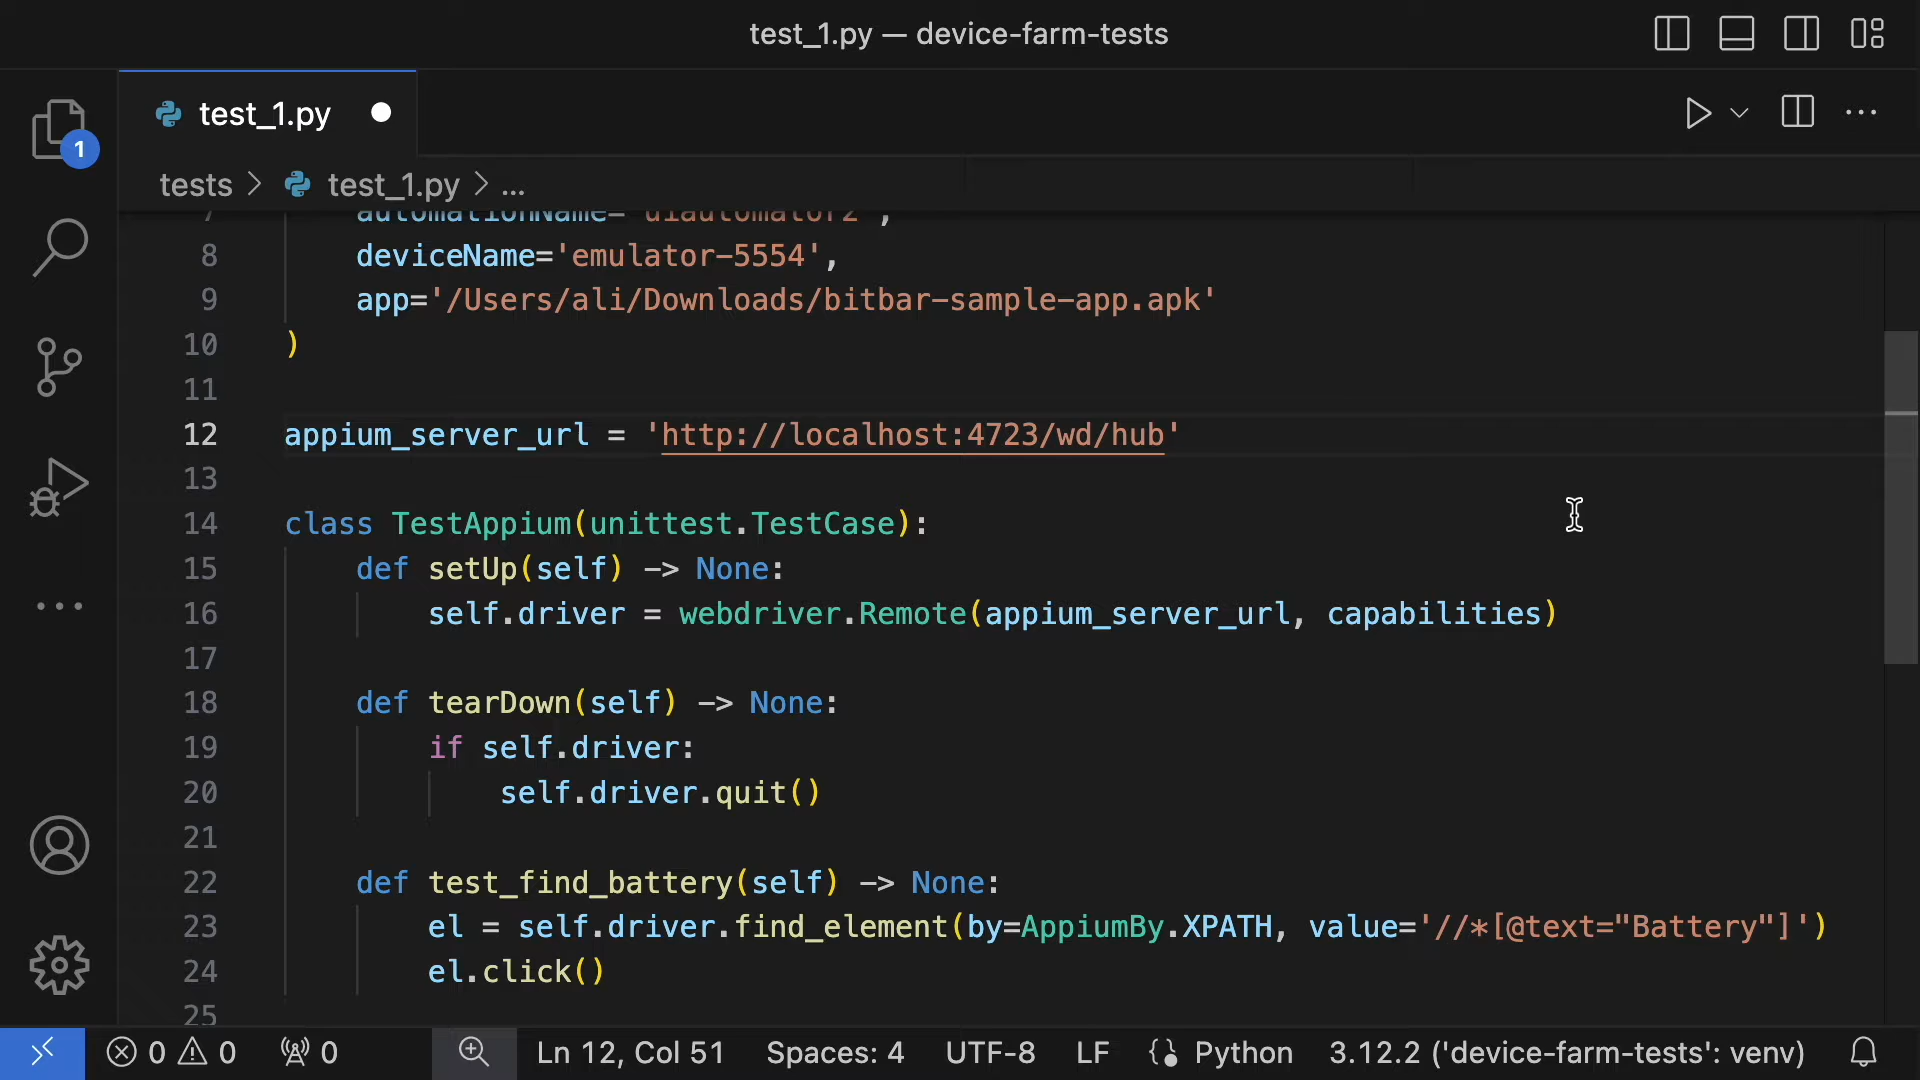 test_1.py — device-farm-tests
test_1.py
1
tests > test_1.py > ...
7 automationName='uiautomator2',
8 deviceName='emulator-5554',
9 app='/Users/ali/Downloads/bitbar-sample-app.apk'
10 )
11
12 appium_server_url = 'http://localhost:4723/wd/hub'
13
14 class TestAppium(unittest.TestCase):
15 def setUp(self) -> None:
16 self.driver = webdriver.Remote(appium_server_url, capabilities)
17
18 def tearDown(self) -> None:
19 if self.driver:
20 self.driver.quit()
21
22 def test_find_battery(self) -> None:
23 el = self.driver.find_element(by=AppiumBy.XPATH, value='//*[@text="Battery"]')
24 el.click()
25
0 0 0 Ln 12, Col 51 Spaces: 4 UTF-8 LF Python 3.12.2 ('device-farm-tests': venv)